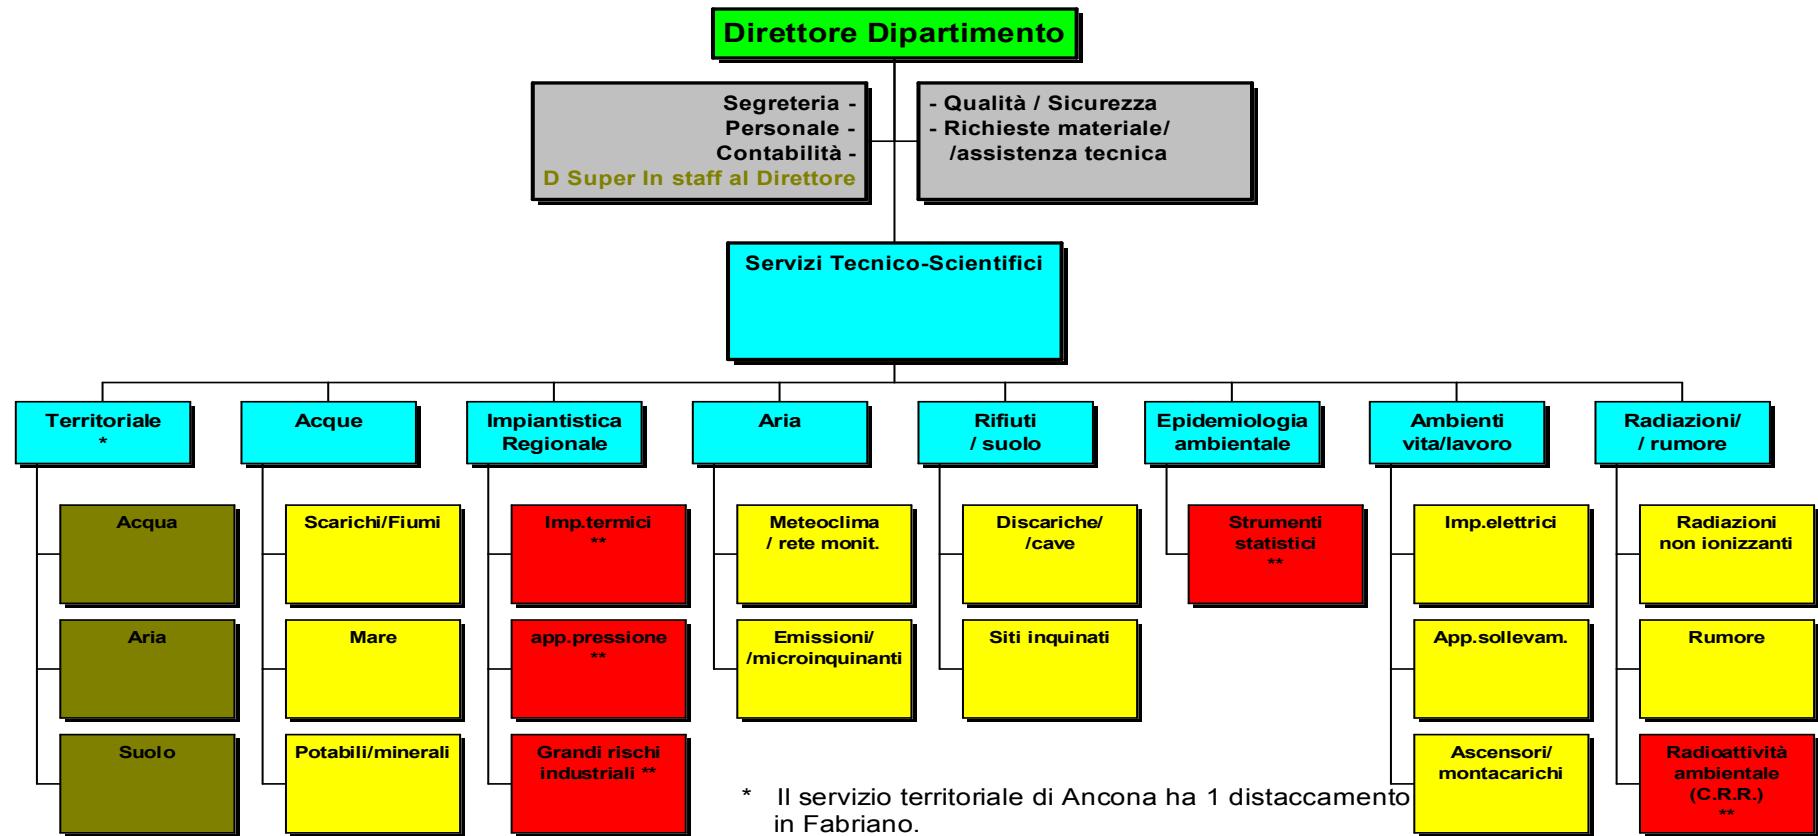 Direttore Dipartimento
Segreteria -
Personale -
Contabilità -
D Super In staff al Direttore
- Qualità / Sicurezza
- Richieste materiale/
/assistenza tecnica
Servizi Tecnico-Scientifici
Territoriale
*
Acque
Impiantistica
Regionale
Aria
Rifiuti
/ suolo
Epidemiologia
ambientale
Ambienti
vita/lavoro
Radiazioni/
/ rumore
Acqua
Aria
Suolo
Scarichi/Fiumi
Mare
Potabili/minerali
Imp.termici
**
app.pressione
**
Grandi rischi
industriali **
Meteoclima
/ rete monit.
Emissioni/
/microinquinanti
Discariche/
/cave
Siti inquinati
Strumenti
statistici
**
Imp.elettrici
App.sollevam.
Ascensori/
montacarichi
Radiazioni
non ionizzanti
Rumore
Radioattività
ambientale
(C.R.R.)
**
* Il servizio territoriale di Ancona ha 1 distaccamento
in Fabriano.